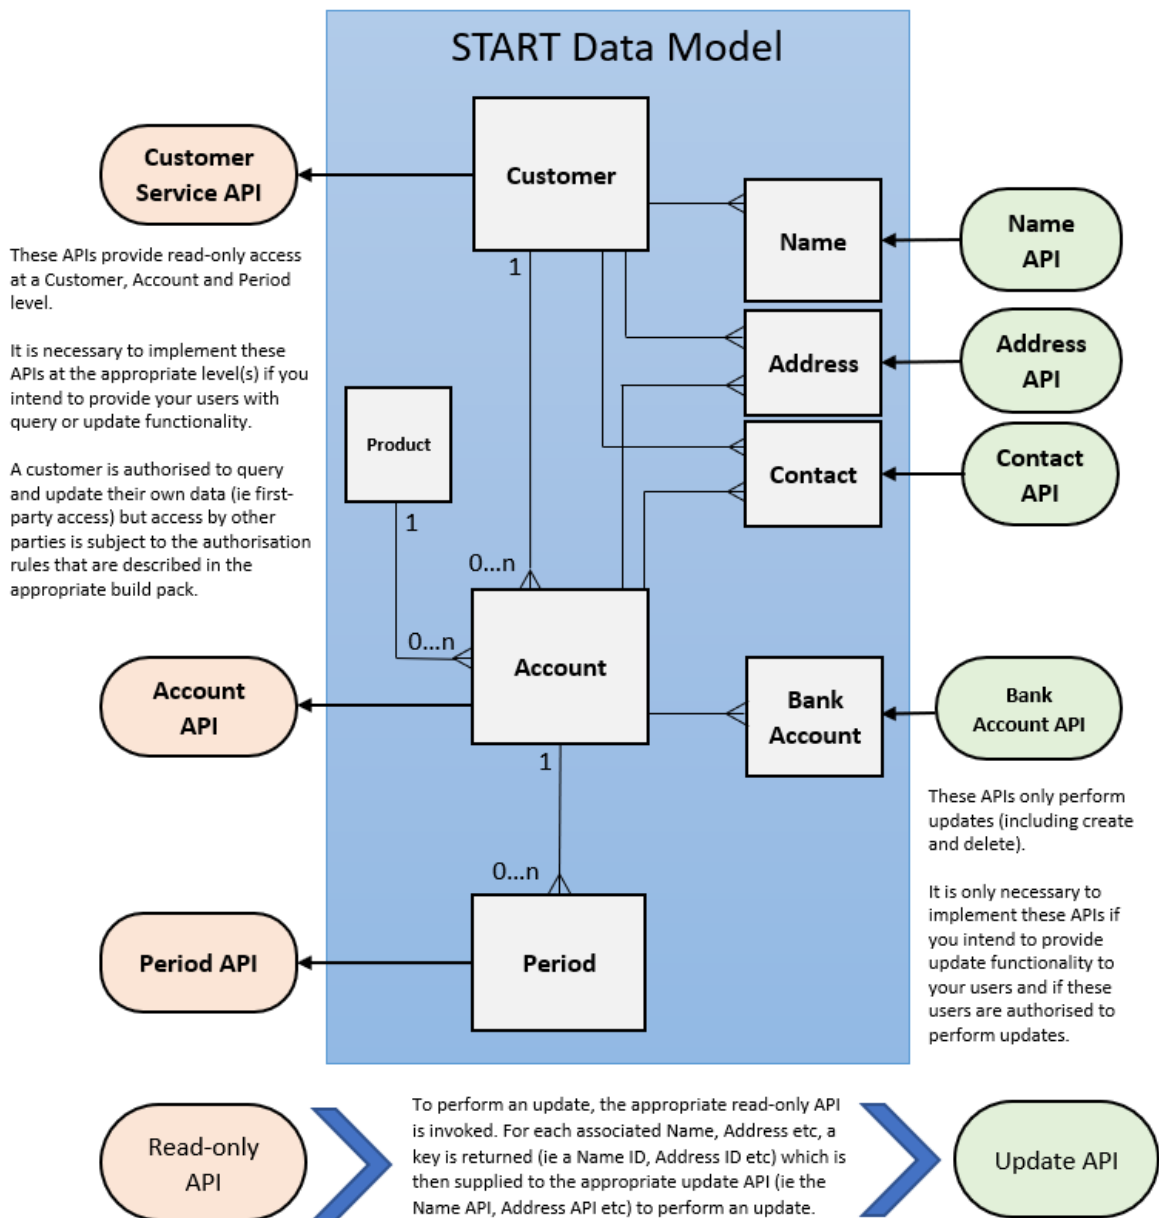 START Data Model
Customer
Service API
Customer
Name
Name
API
1
These APIs provide read-only access
at a Customer, Account and Period
level.
It is necessary to implement these
APIs at the appropriate level(s) if you
intend to provide your users with
query or update functionality.
A customer is authorised to query
and update their own data (ie first-
party access) but access by other
parties is subject to the authorisation
rules that are described in the
appropriate build pack.
Address
Address
API
Product
1
Contact
Contact
API
0...n
0...n
Account
API
Account
1
Bank
Account
Bank
Account API
These APIs only perform
updates (including create
and delete).
It is only necessary to
implement these APIs if
you intend to provide
update functionality to
your users and if these
users are authorised to
perform updates.
0...n
Period API
Period
Read-only
API
To perform an update, the appropriate read-only API
is invoked. For each associated Name, Address etc, a
key is returned (ie a Name ID, Address ID etc) which is
then supplied to the appropriate update API (ie the
Name API, Address API etc) to perform an update.
Update API